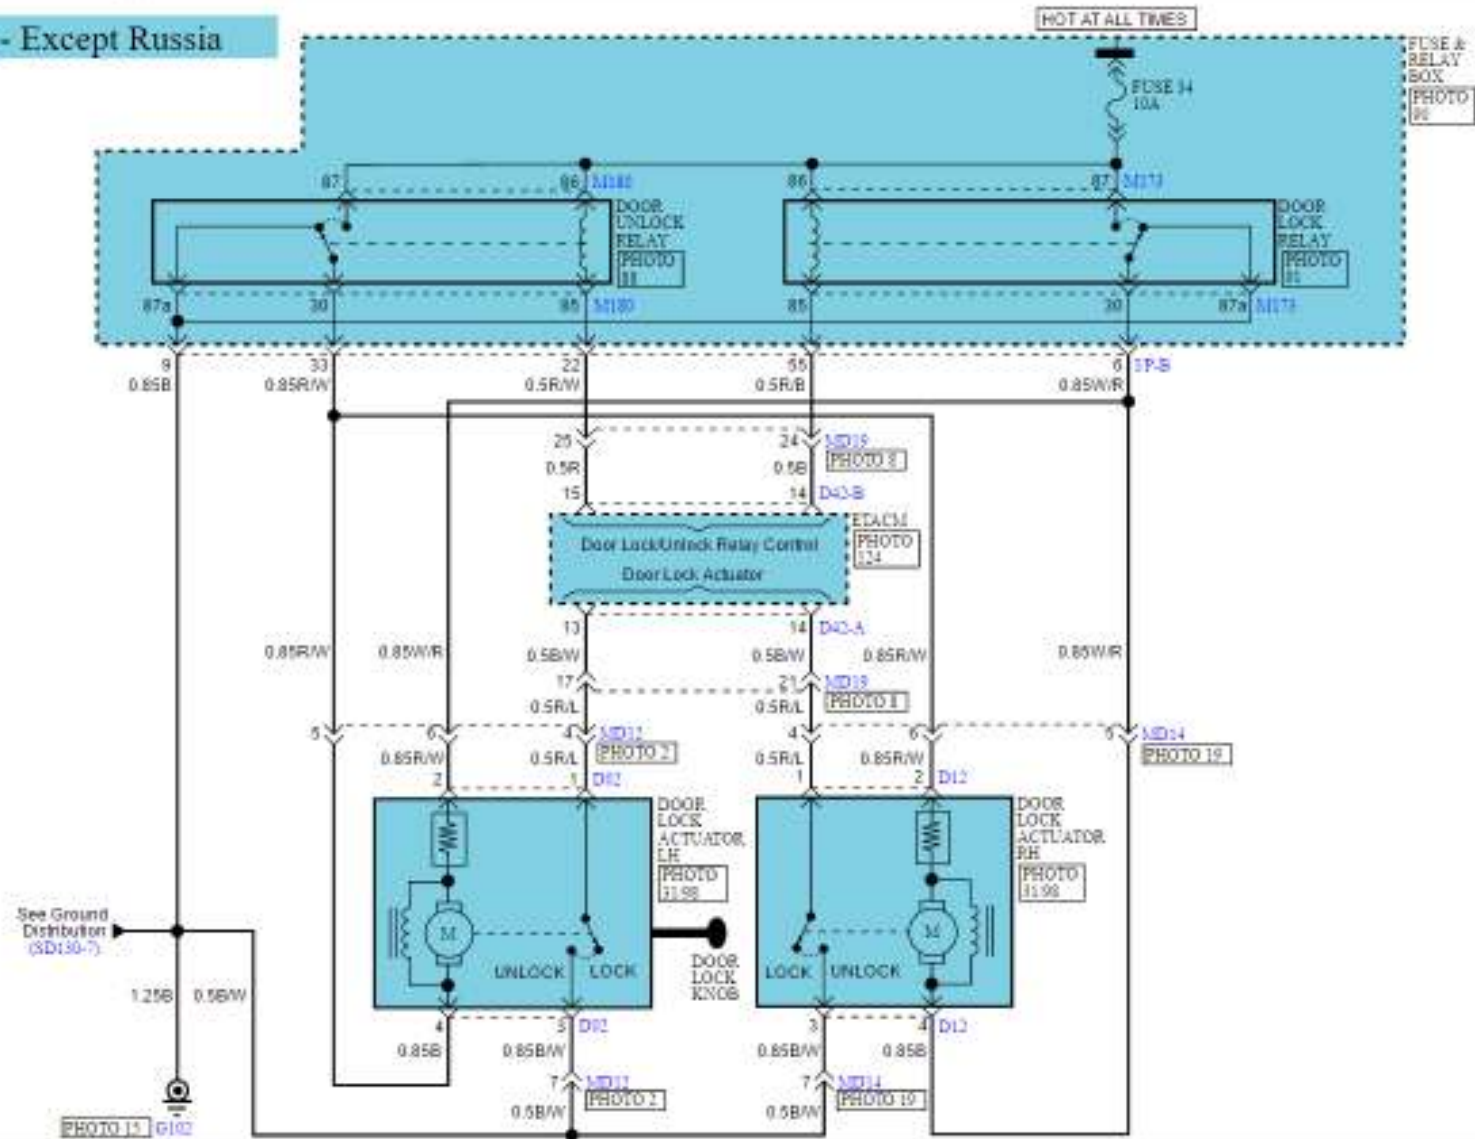 - Except Russia
HOT AT ALL TIMES
FUSE &
RELAY
BOX
PHOTO
FUSE 34
10A
87 86 M180 86 87 M173
DOOR
UNLOCK
RELAY
PHOTO
DOOR
LOCK
RELAY
PHOTO
87a 30 85 M180 85 30 87a M173
9 33 22 55 6 I/P-B
0.85B 0.85R/W 0.5R/W 0.5R/B 0.85W/R
25 24 MD19
PHOTO 8
0.5R 0.5B
15 14 D42-B
ETACM
PHOTO
124
Door Lock/Unlock Relay Control
Door Lock Actuator
13 14 D42-A
0.85R/W 0.85W/R 0.5B/W 0.5B/W 0.85R/W 0.85W/R
17 21 MD19
PHOTO 8
0.5R/L 0.5R/L
5 6 4 MD12 4 6 5 MD14
PHOTO 2 PHOTO 19
0.85R/W 0.5R/L 0.5R/L 0.85R/W
2 1 D02 1 2 D12
DOOR
LOCK
ACTUATOR
LH
PHOTO
31.98
DOOR
LOCK
ACTUATOR
RH
PHOTO
31.98
See Ground
Distribution
(SD130-7)
M M
UNLOCK LOCK
DOOR
LOCK
KNOB
LOCK UNLOCK
1.25B 0.5B/W
4 5 D02 3 4 D12
0.85B 0.85B/W 0.85B/W 0.85B
7 MD12 7 MD14
PHOTO 2 PHOTO 19
0.5B/W 0.5B/W
PHOTO 15 G102